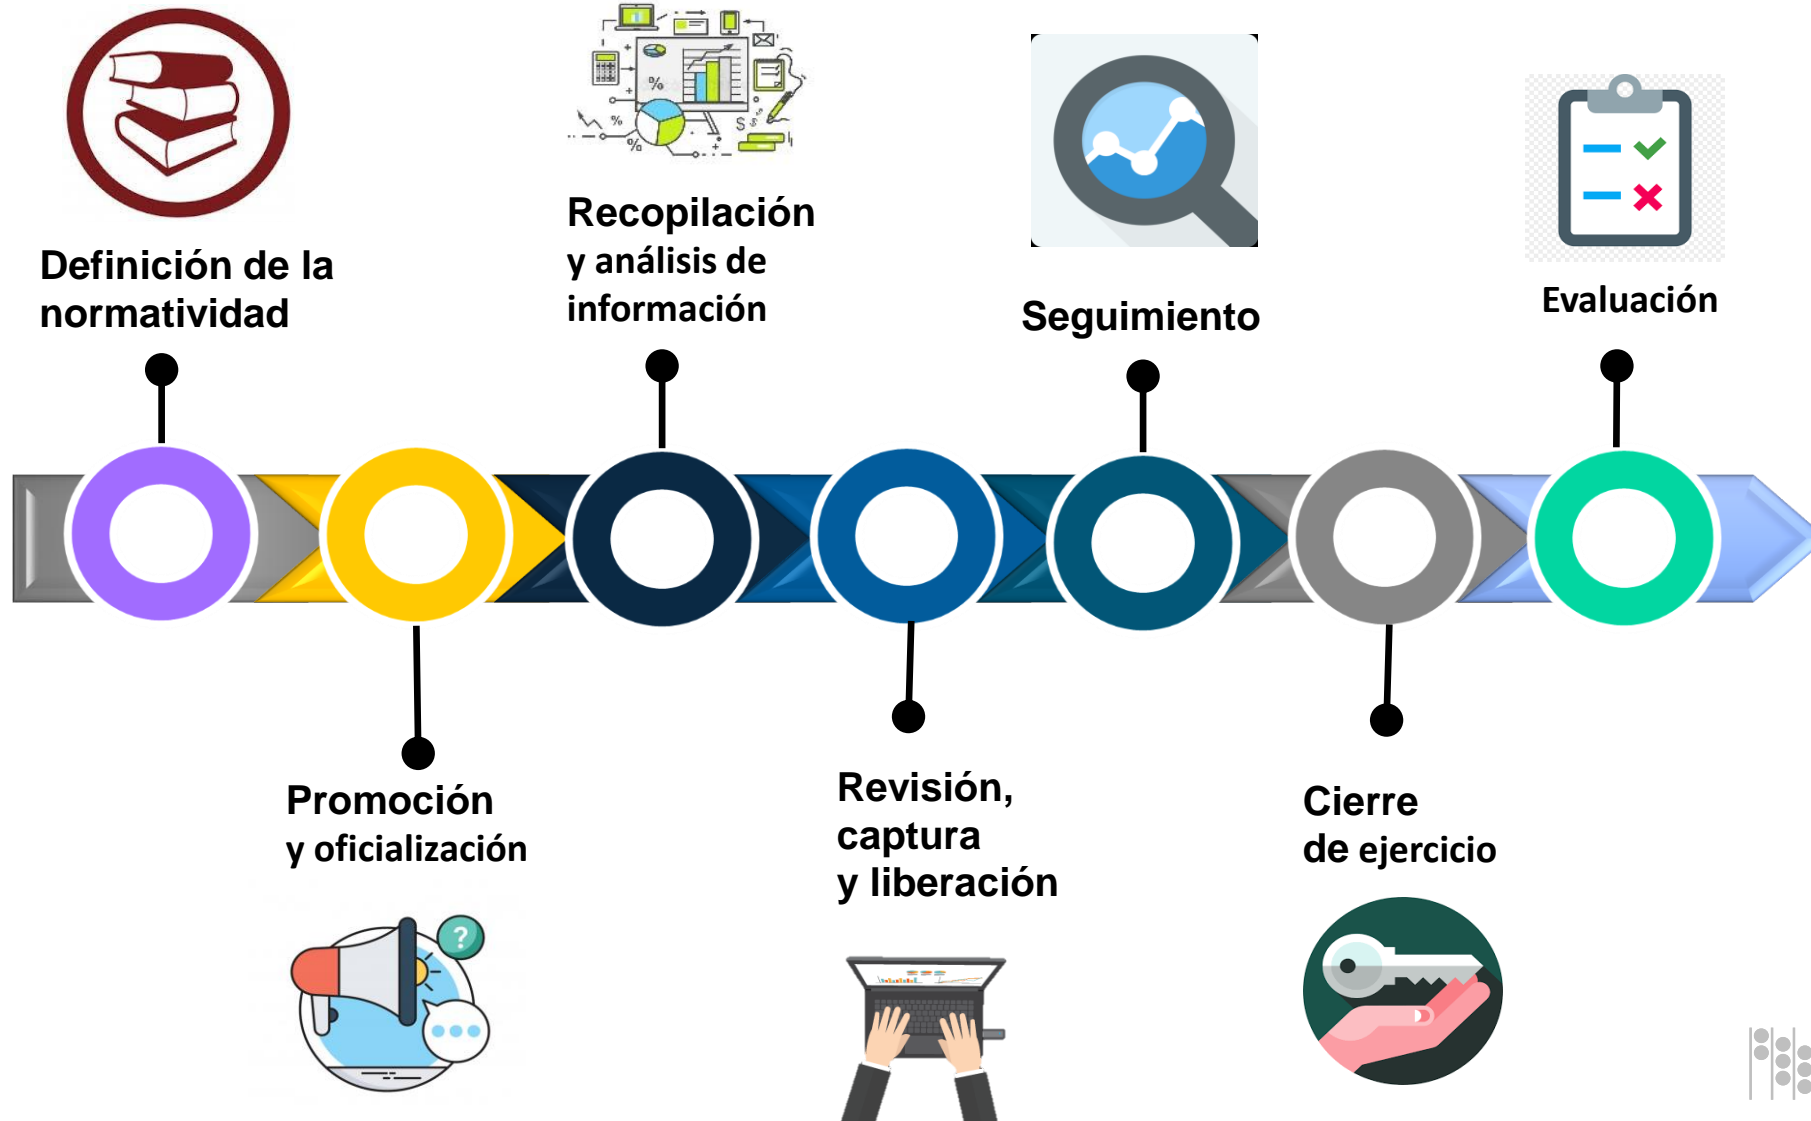 Definición de la
normatividad
Promoción
y oficialización
Recopilación
y análisis de
información
Revisión,
captura
y liberación
Seguimiento
Cierre
de ejercicio
Evaluación